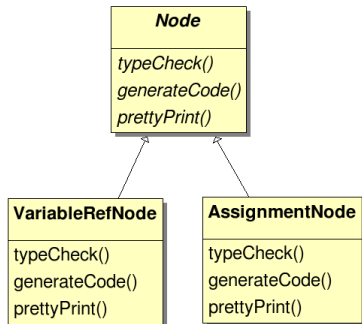 Node
typeCheck()
generateCode()
prettyPrint()
VariableRefNode
typeCheck()
generateCode()
prettyPrint()
AssignmentNode
typeCheck()
generateCode()
prettyPrint()